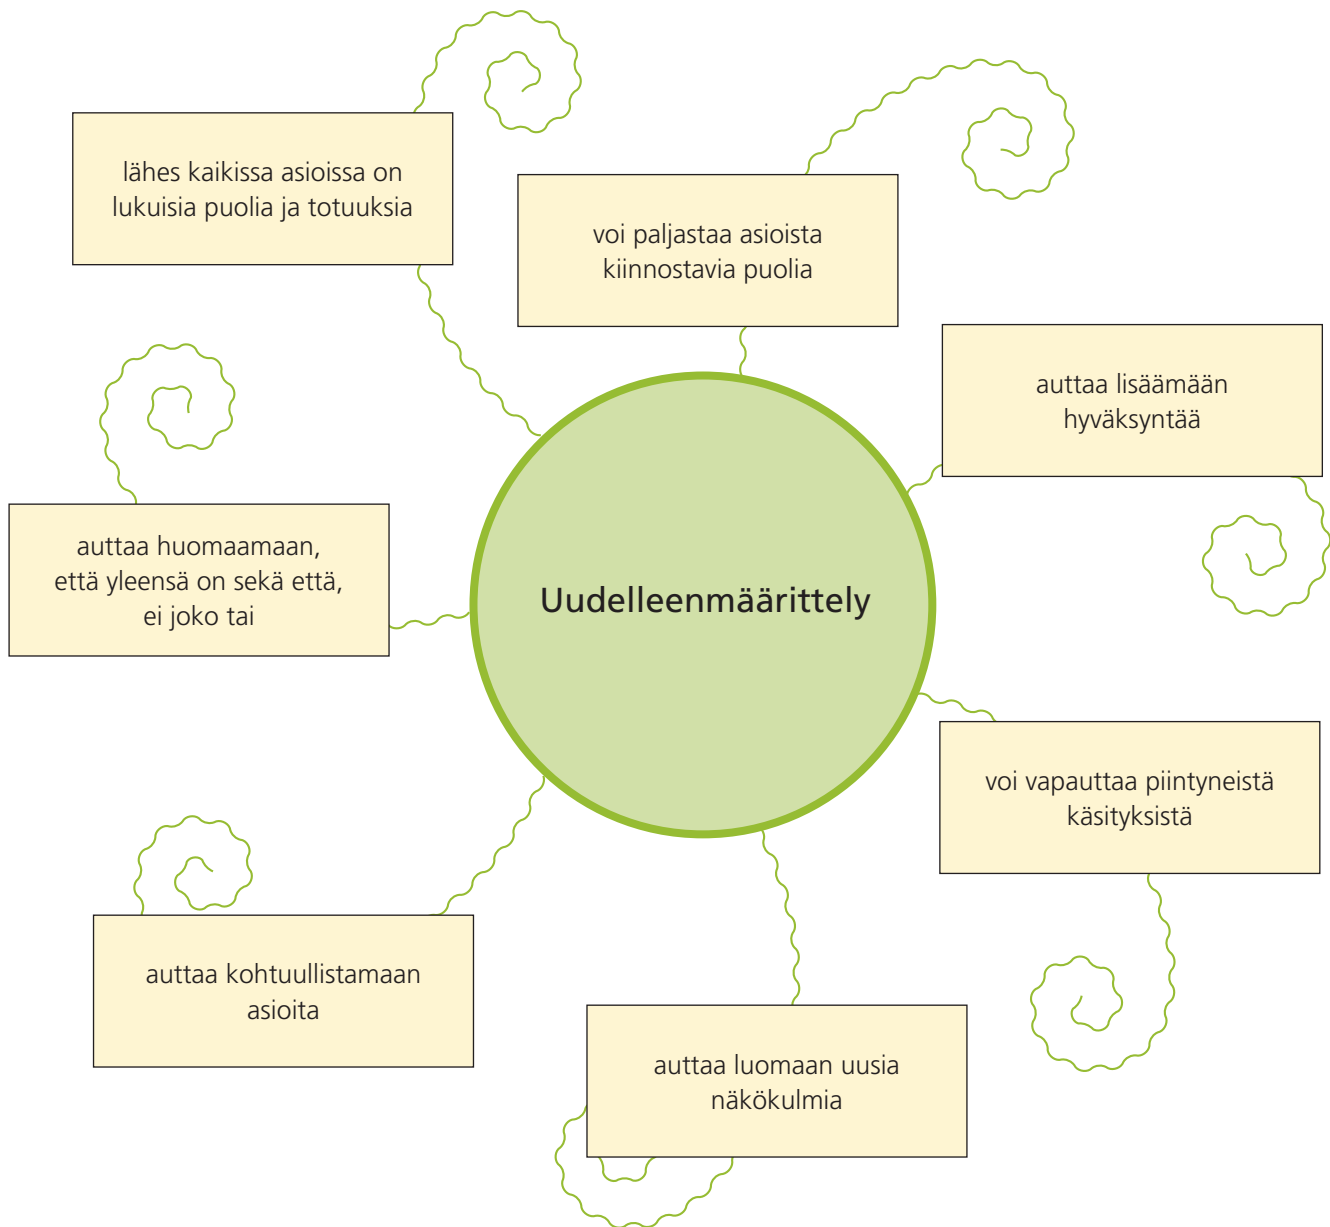 lähes kaikissa asioissa on
lukuisia puolia ja totuuksia
voi paljastaa asioista
kiinnostavia puolia
auttaa lisäämään
hyväksyntää
auttaa huomaamaan,
että yleensä on sekä että,
ei joko tai
Uudelleenmäärittely
voi vapauttaa piintyneistä
käsityksistä
auttaa kohtuullistamaan
asioita
auttaa luomaan uusia
näkökulmia